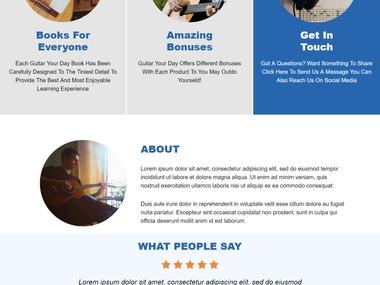 Books For
Everyone
Each Guitar Your Day Book Has Been
Carefully Designed To The Tiniest Detail To
Provide The Best And Most Enjoyable
Learning Experience
Amazing
Bonuses
Guitar Your Day Offers Different Bonuses
With Each Product To You May Outdo
Yourseld!
Get In
Touch
Got A Questions? Want Something To Share
Click Here To Send Us A Message You Can
Also Reach Us On Social Media
ABOUT
Lorem ipsum dolor sit amet, consectetur adipiscing elit, sed do eiusmod tempor
incididunt ut labore et dolore magna aliqua. Ut enim ad minim veniam, quis nostrud
exercitation ullamco laboris nisi ut aliquip ex ea commodo consequat.
Duis aute irure dolor in reprehenderit in voluptate velit esse cillum dolore eu fugiat
nulla pariatur. Excepteur sint occaecat cupidatat non proident, sunt in culpa qui
officia deserunt mollit anim id est laborum.
WHAT PEOPLE SAY
Lorem ipsum dolor sit amet, consectetur adipiscing elit, sed do eiusmod